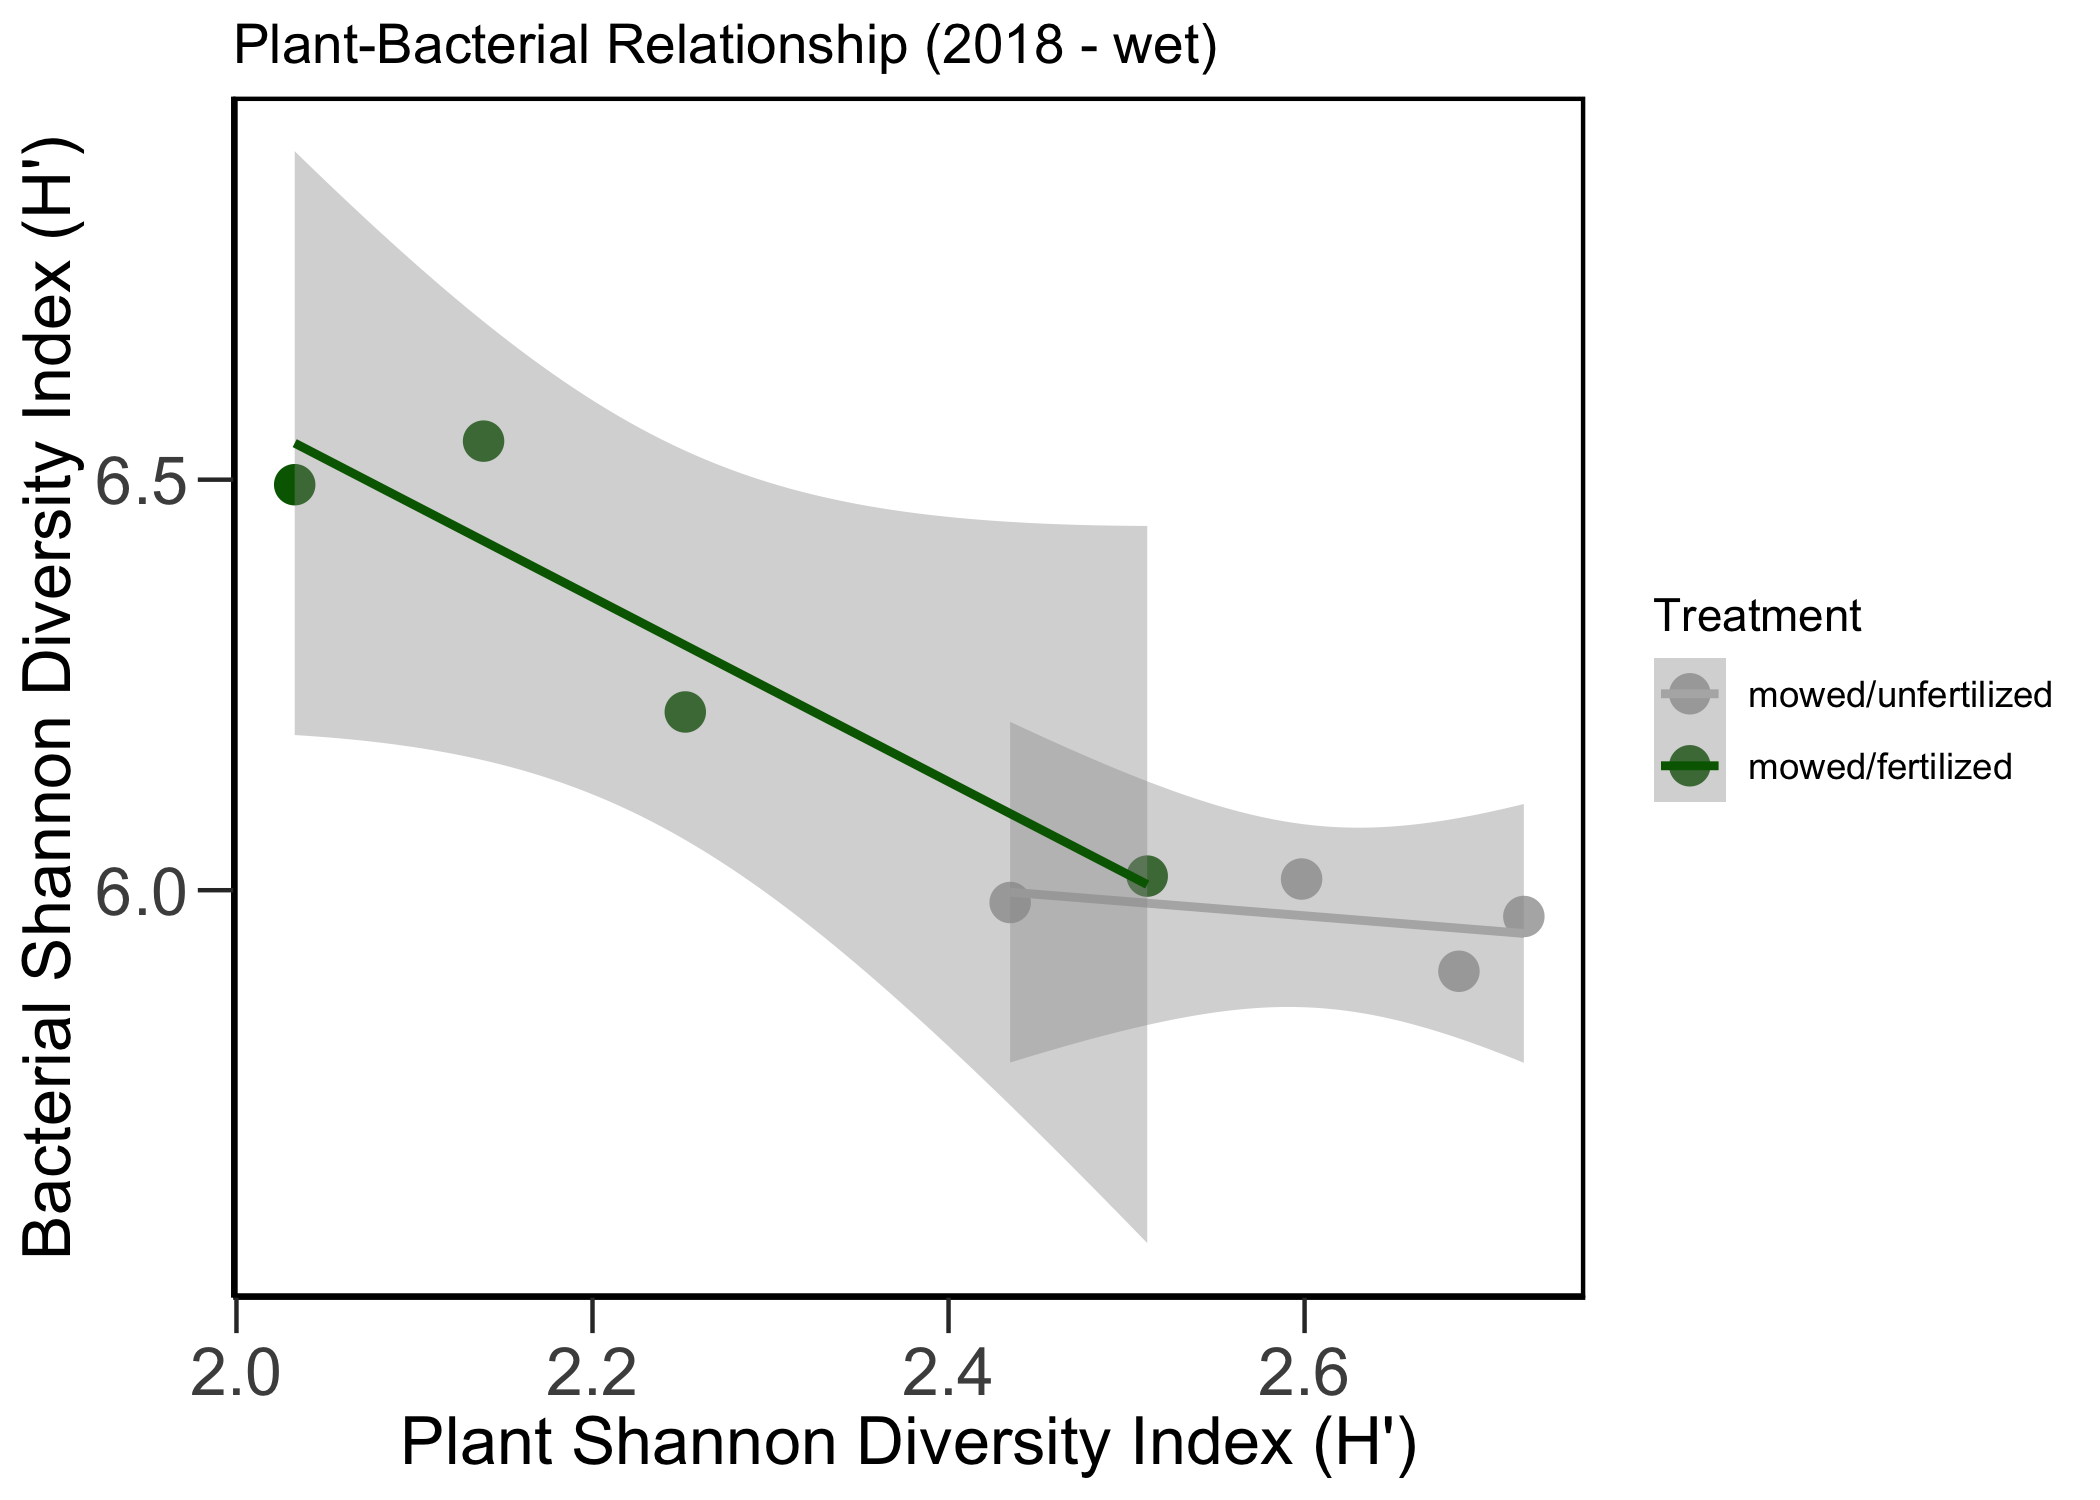 Plant-Bacterial Relationship (2018 - wet)
Bacterial Shannon Diversity Index (H')
6.5
6.0
2.0 2.2 2.4 2.6
Plant Shannon Diversity Index (H')
Treatment
mowed/unfertilized
mowed/fertilized